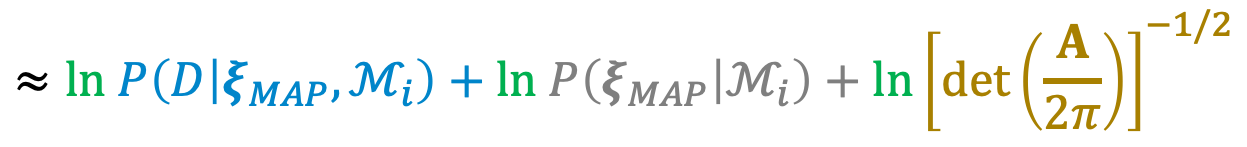 ≈ ln P(D|ξ_MAP, ℳ_i) + ln P(ξ_MAP|ℳ_i) + ln [det (A/2π)]^{−1/2}